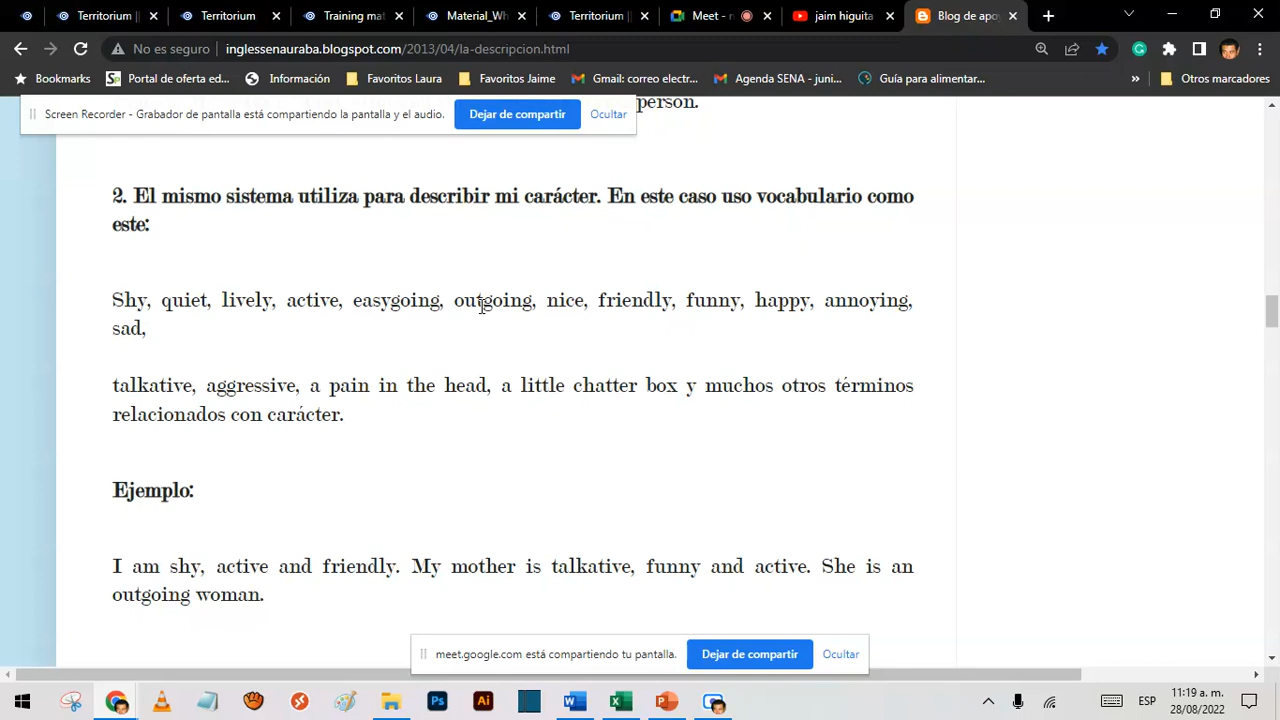 Territorium ||
Territorium
Training mat
Material_Wh
Territorium ||
Meet - n
jaim higuita
Blog de apo
No es seguro
inglessenauraba.blogspot.com/2013/04/la-descripcion.html
Bookmarks
Portal de oferta ed...
Información
Favoritos Laura
Favoritos Jaime
Gmail: correo electr...
Agenda SENA - juni...
Guía para alimentar...
»
Otros marcadores
person.
Screen Recorder - Grabador de pantalla está compartiendo la pantalla y el audio.
Dejar de compartir
Ocultar
2. El mismo sistema utiliza para describir mi carácter. En este caso uso vocabulario como
este:
Shy, quiet, lively, active, easygoing, outgoing, nice, friendly, funny, happy, annoying,
sad,
talkative, aggressive, a pain in the head, a little chatter box y muchos otros términos
relacionados con carácter.
Ejemplo:
I am shy, active and friendly. My mother is talkative, funny and active. She is an
outgoing woman.
meet.google.com está compartiendo tu pantalla.
Dejar de compartir
Ocultar
Ps
Ai
ESP
11:19 a. m.
28/08/2022